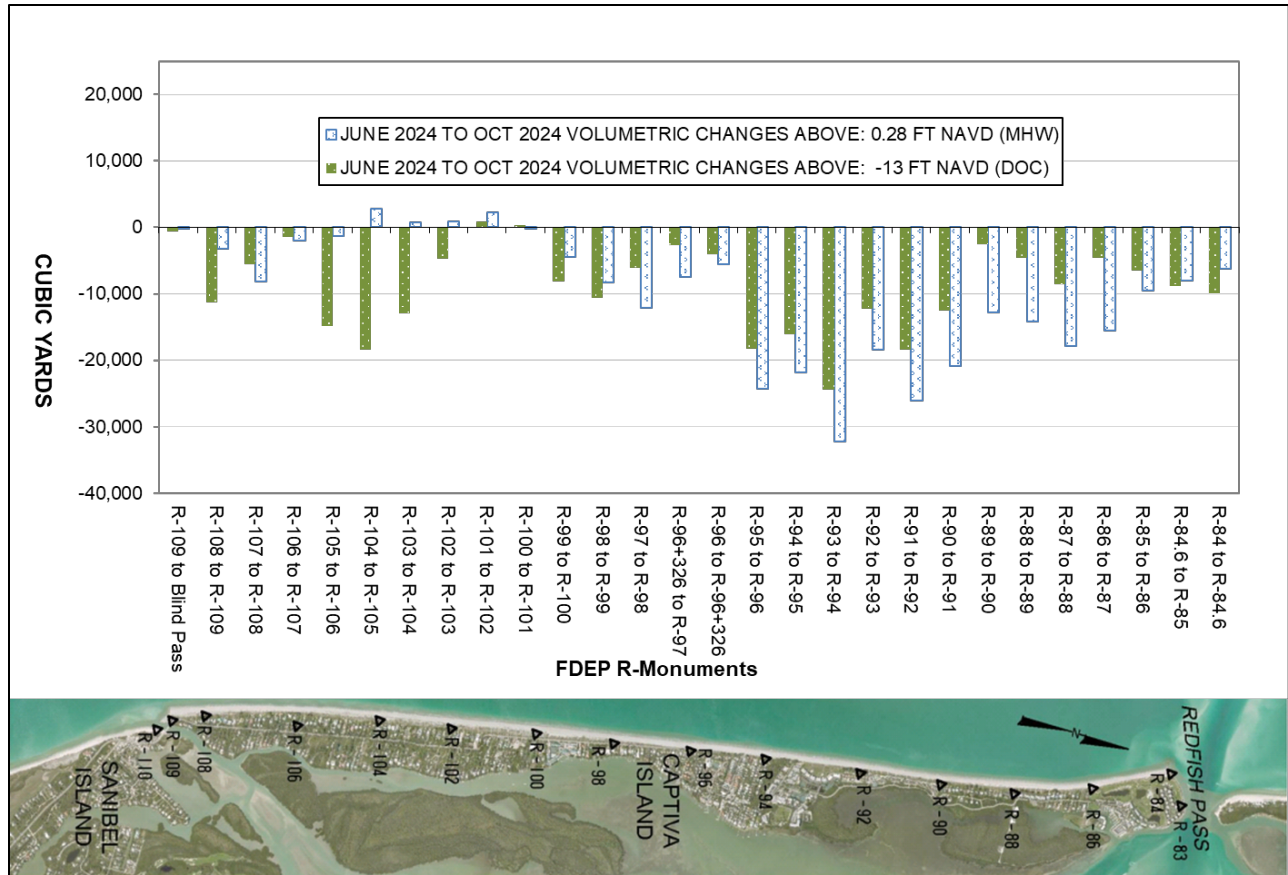 20,000
10,000
0
-10,000
-20,000
-30,000
-40,000
CUBIC YARDS
JUNE 2024 TO OCT 2024 VOLUMETRIC CHANGES ABOVE: 0.28 FT NAVD (MHW)
JUNE 2024 TO OCT 2024 VOLUMETRIC CHANGES ABOVE: -13 FT NAVD (DOC)
R-109 to Blind Pass
R-108 to R-109
R-107 to R-108
R-106 to R-107
R-105 to R-106
R-104 to R-105
R-103 to R-104
R-102 to R-103
R-101 to R-102
R-100 to R-101
R-99 to R-100
R-98 to R-99
R-97 to R-98
R-96+326 to R-97
R-96 to R-96+326
R-95 to R-96
R-94 to R-95
R-93 to R-94
R-92 to R-93
R-91 to R-92
R-90 to R-91
R-89 to R-90
R-88 to R-89
R-87 to R-88
R-86 to R-87
R-85 to R-86
R-84.6 to R-85
R-84 to R-84.6
FDEP R-Monuments
SANIBEL
ISLAND
R-110
R-109
R-108
R-106
R-104
R-102
R-100
R-98
CAPTIVA
ISLAND
R-96
R-94
R-92
R-90
R-88
R-86
R-84
R-83
N
REDFISH PASS